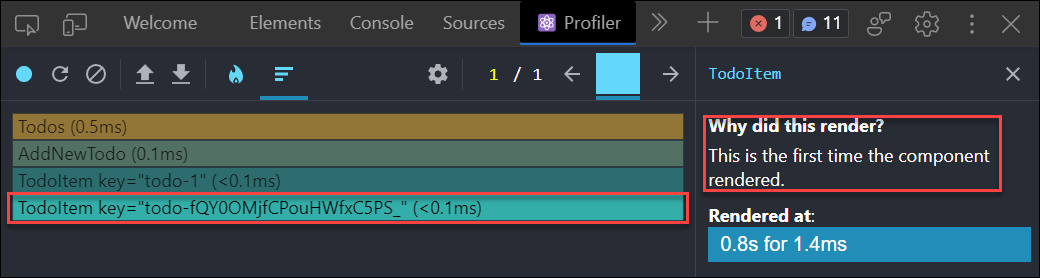 Welcome Elements Console Sources Profiler 1 11
1 / 1 TodoItem
Todos (0.5ms)
AddNewTodo (0.1ms)
TodoItem key="todo-1" (<0.1ms)
TodoItem key="todo-fQY0OMjfCPouHWfxC5PS_" (<0.1ms)
Why did this render?
This is the first time the component
rendered.
Rendered at:
0.8s for 1.4ms